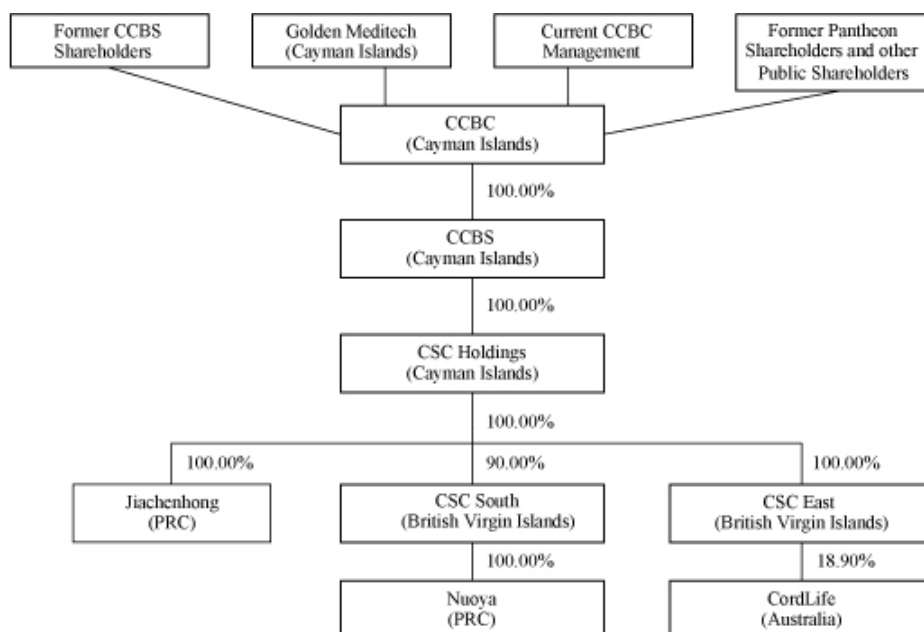 Former CCBS
Shareholders
Golden Meditech
(Cayman Islands)
Current CCBC
Management
Former Pantheon
Shareholders and other
Public Shareholders
CCBC
(Cayman Islands)
100.00%
CCBS
(Cayman Islands)
100.00%
CSC Holdings
(Cayman Islands)
100.00%
100.00%
90.00%
100.00%
Jiachenhong
(PRC)
CSC South
(British Virgin Islands)
CSC East
(British Virgin Islands)
100.00%
18.90%
Nuoya
(PRC)
CordLife
(Australia)